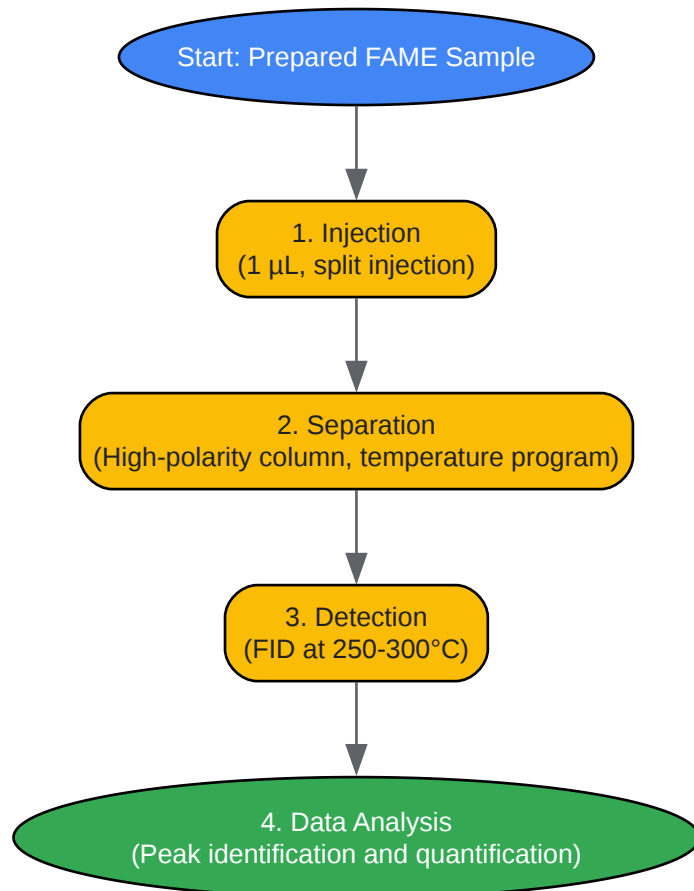 Start: Prepared FAME Sample
1. Injection
(1 µL, split injection)
2. Separation
(High-polarity column, temperature program)
3. Detection
(FID at 250-300°C)
4. Data Analysis
(Peak identification and quantification)